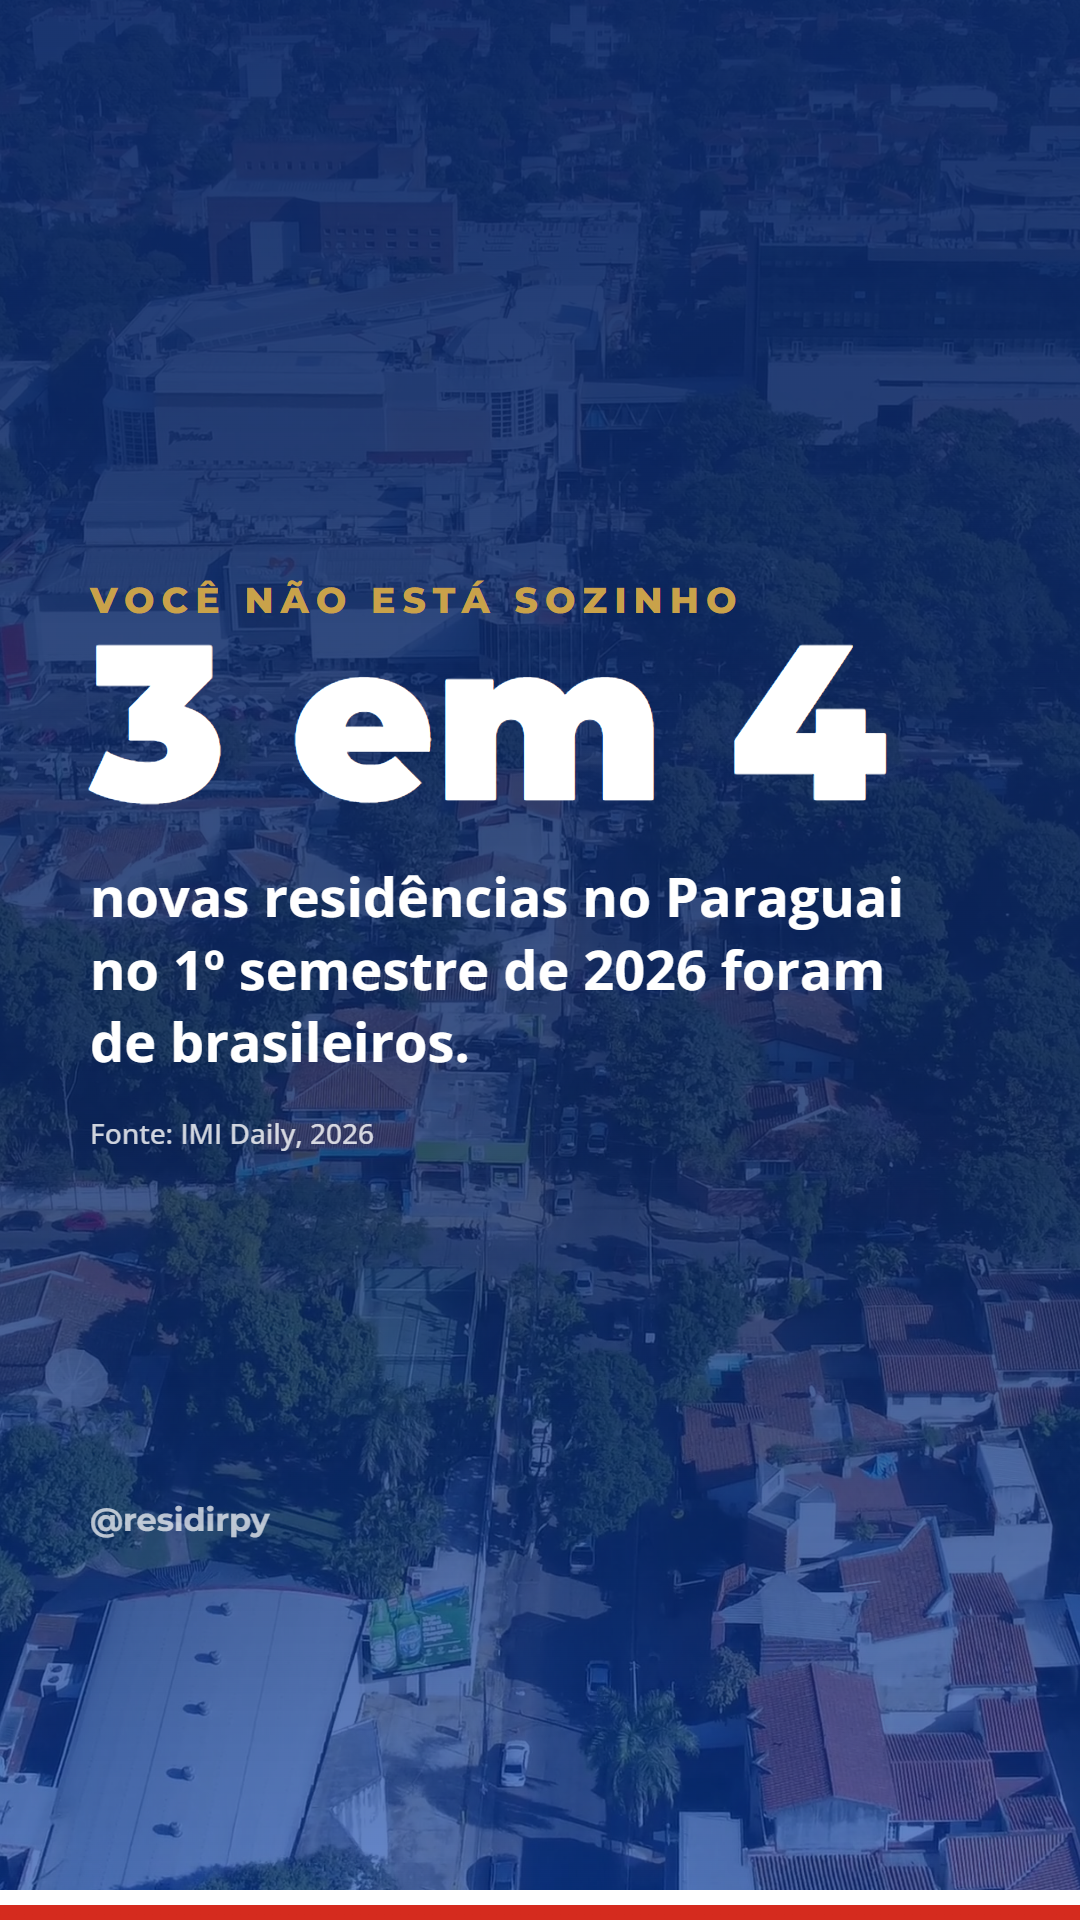 VOCÊ NÃO ESTÁ SOZINHO
3 em 4
novas residências no Paraguai
no 1º semestre de 2026 foram
de brasileiros.
Fonte: IMI Daily, 2026
@residirpy